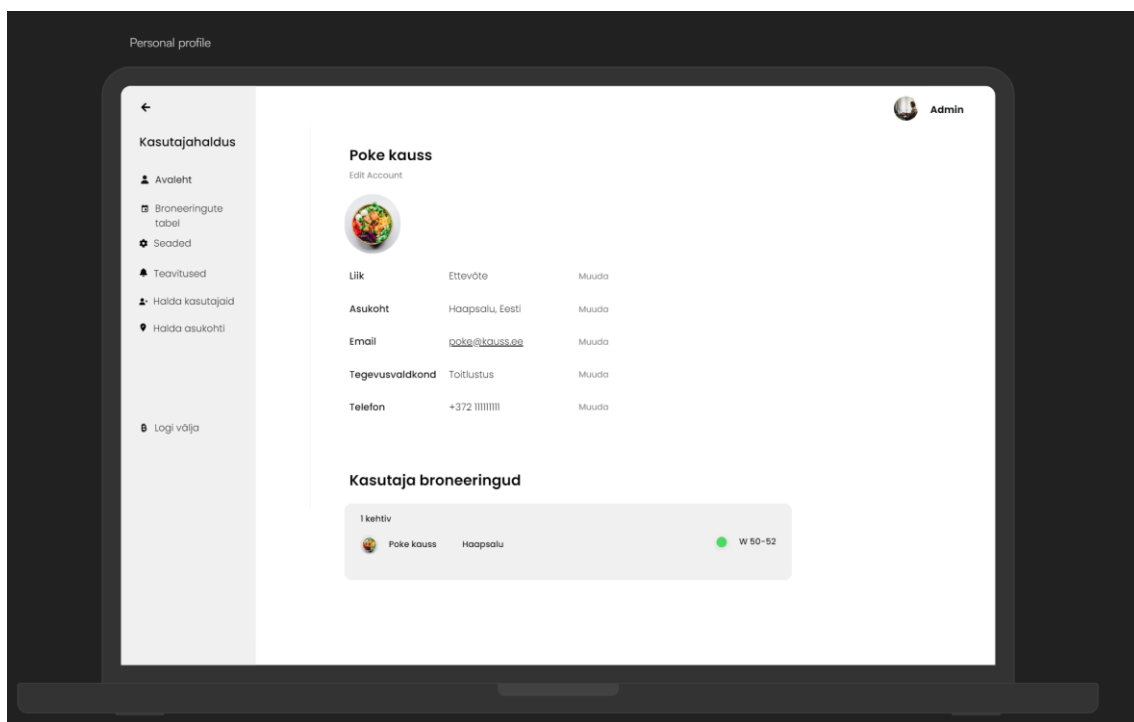 Personal profile
Admin
Kasutajahaldus
Avaleht
Broneeringute
tabel
Seaded
Teavitused
Halda kasutajaid
Halda asukohti
Logi välja
Poke kauss
Edit Account
Liik Ettevõte Muuda
Asukoht Haapsalu, Eesti Muuda
Email poke@kauss.ee Muuda
Tegevusvaldkond Toitlustus Muuda
Telefon +372 111111111 Muuda
Kasutaja broneeringud
1 kehtiv
Poke kauss Haapsalu W 50-52